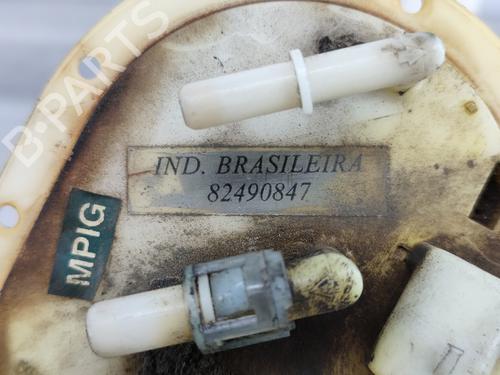 B-PARTS
IND. BRASILEIRA
82490847
MPIG